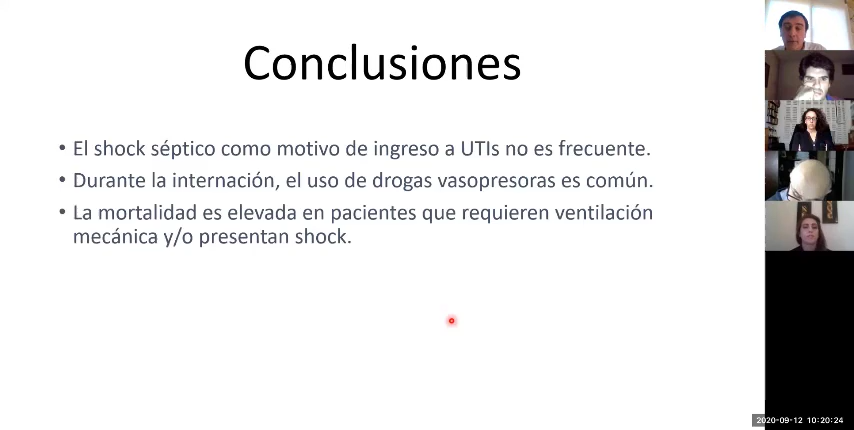 Conclusiones
• El shock séptico como motivo de ingreso a UTIs no es frecuente.
• Durante la internación, el uso de drogas vasopresoras es común.
• La mortalidad es elevada en pacientes que requieren ventilación
mecánica y/o presentan shock.
2020-09-12 10:20:24